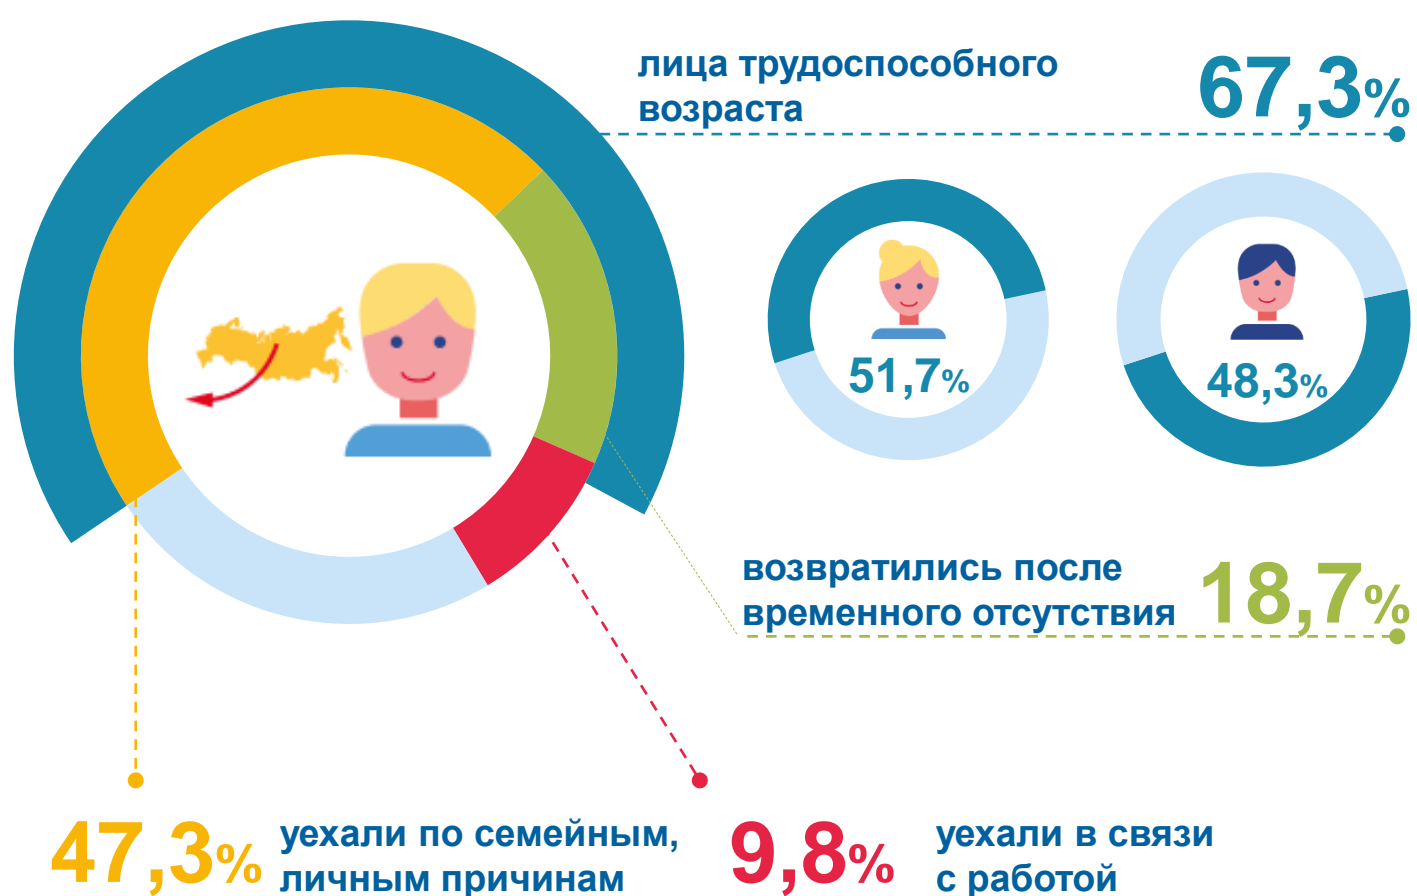 лица трудоспособного
возраста
67,3%
51,7%
48,3%
возвратились после
временного отсутствия
18,7%
47,3%
уехали по семейным,
личным причинам
9,8%
уехали в связи
с работой